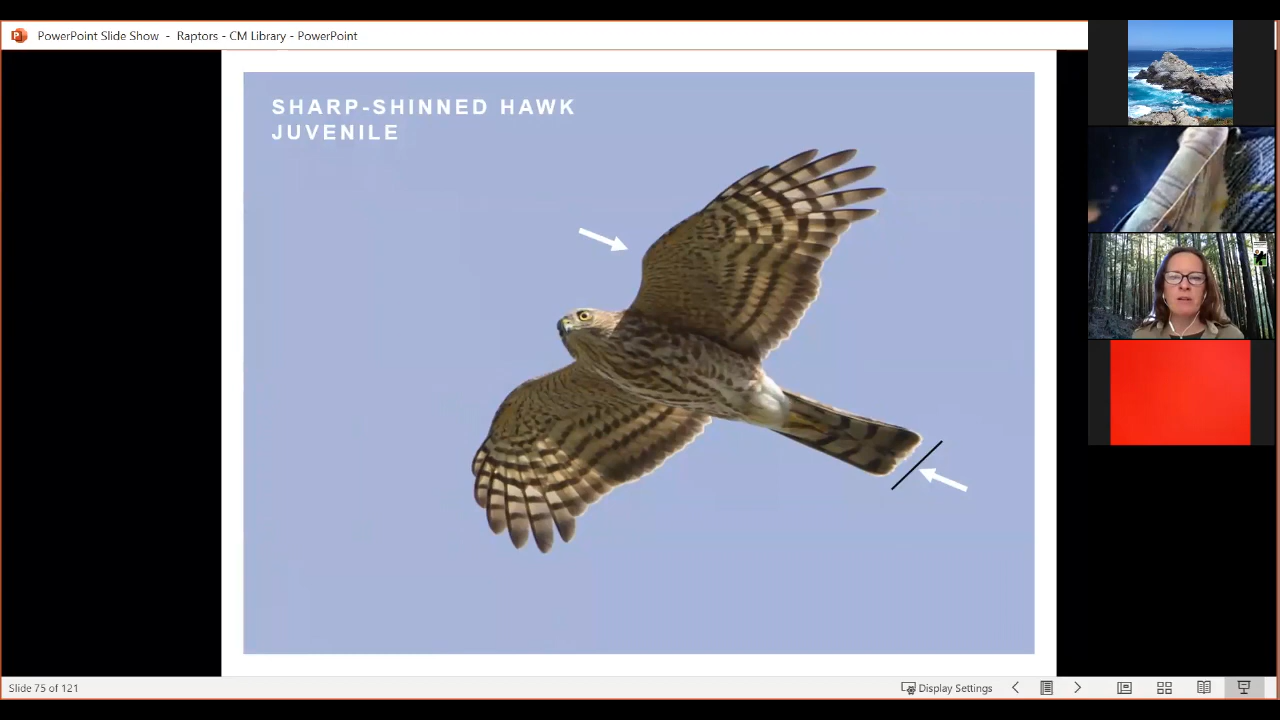 PowerPoint Slide Show - Raptors - CM Library - PowerPoint
SHARP-SHINNED HAWK
JUVENILE
Slide 75 of 121
Display Settings